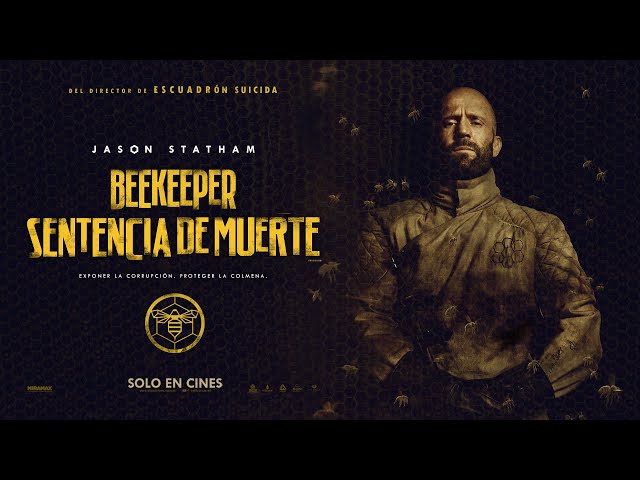 DEL DIRECTOR DE ESCUADRÓN SUICIDA
JASON STATHAM
BEEKEEPER
SENTENCIA DE MUERTE
EXPONER LA CORRUPCIÓN. PROTEGER LA COLMENA.
SOLO EN CINES
MIRAMAX